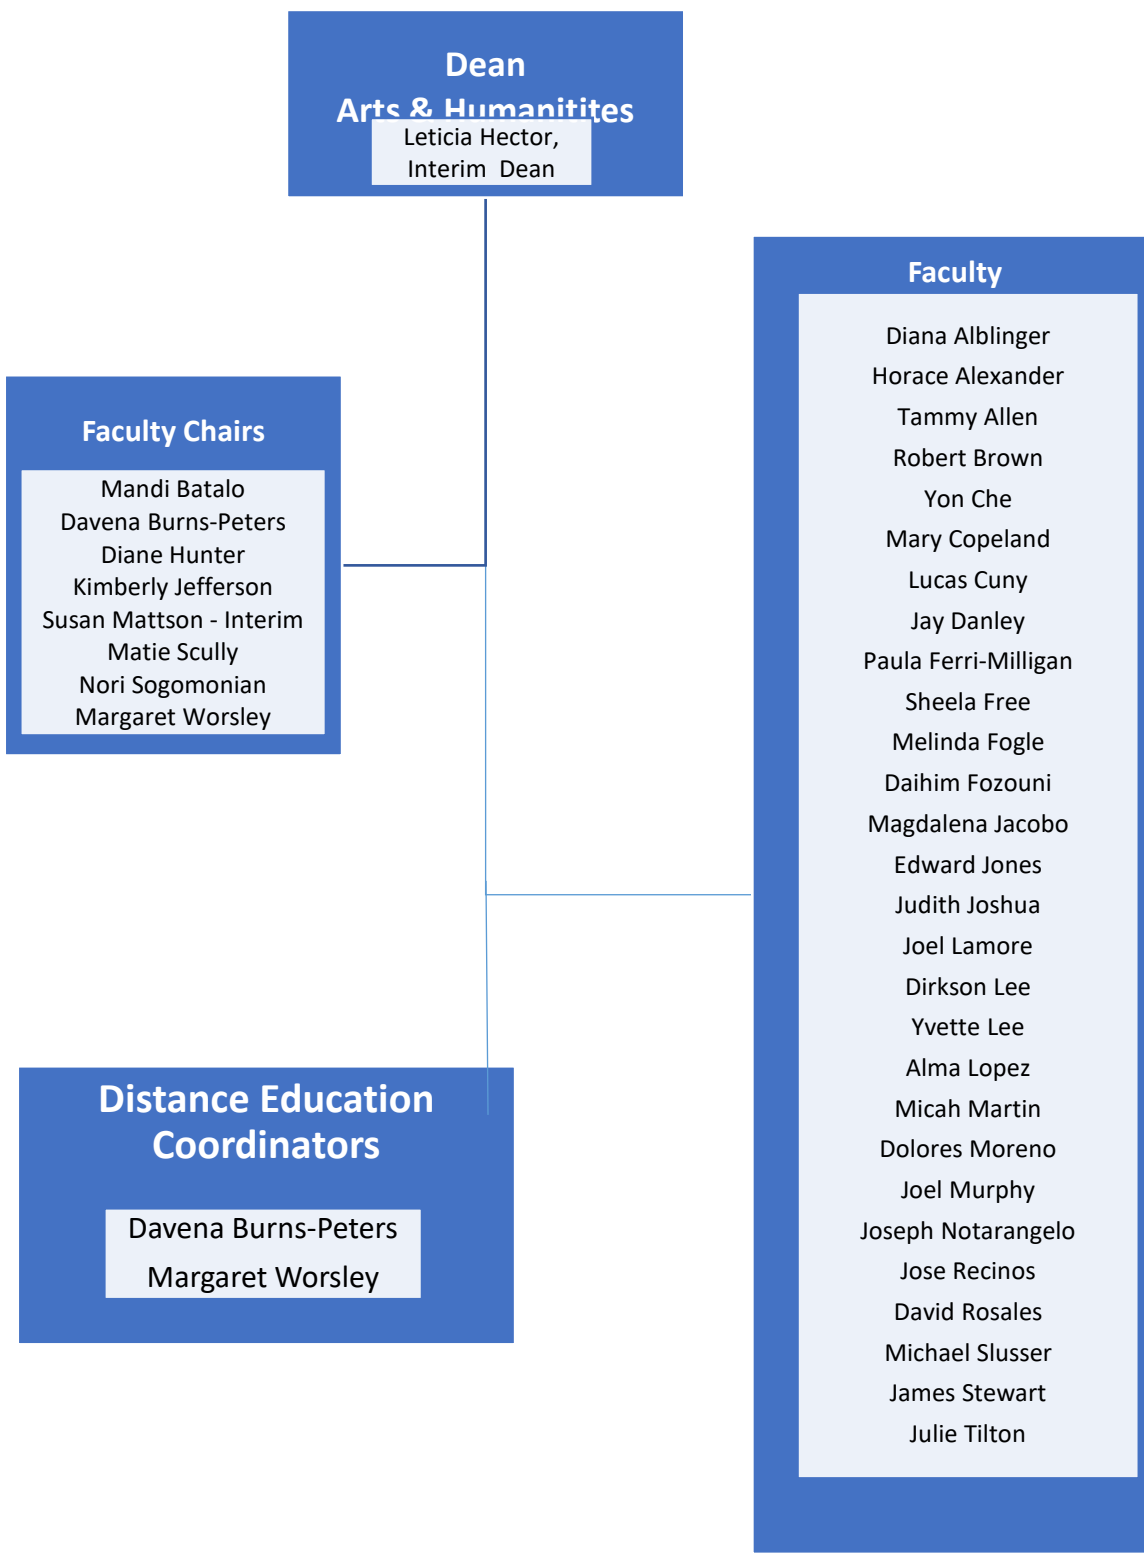 Dean
Arts & Humanitites
Leticia Hector,
Interim Dean
Faculty Chairs
Mandi Batalo
Davena Burns-Peters
Diane Hunter
Kimberly Jefferson
Susan Mattson - Interim
Matie Scully
Nori Sogomonian
Margaret Worsley
Distance Education
Coordinators
Davena Burns-Peters
Margaret Worsley
Faculty
Diana Alblinger
Horace Alexander
Tammy Allen
Robert Brown
Yon Che
Mary Copeland
Lucas Cuny
Jay Danley
Paula Ferri-Milligan
Sheela Free
Melinda Fogle
Daihim Fozouni
Magdalena Jacobo
Edward Jones
Judith Joshua
Joel Lamore
Dirkson Lee
Yvette Lee
Alma Lopez
Micah Martin
Dolores Moreno
Joel Murphy
Joseph Notarangelo
Jose Recinos
David Rosales
Michael Slusser
James Stewart
Julie Tilton